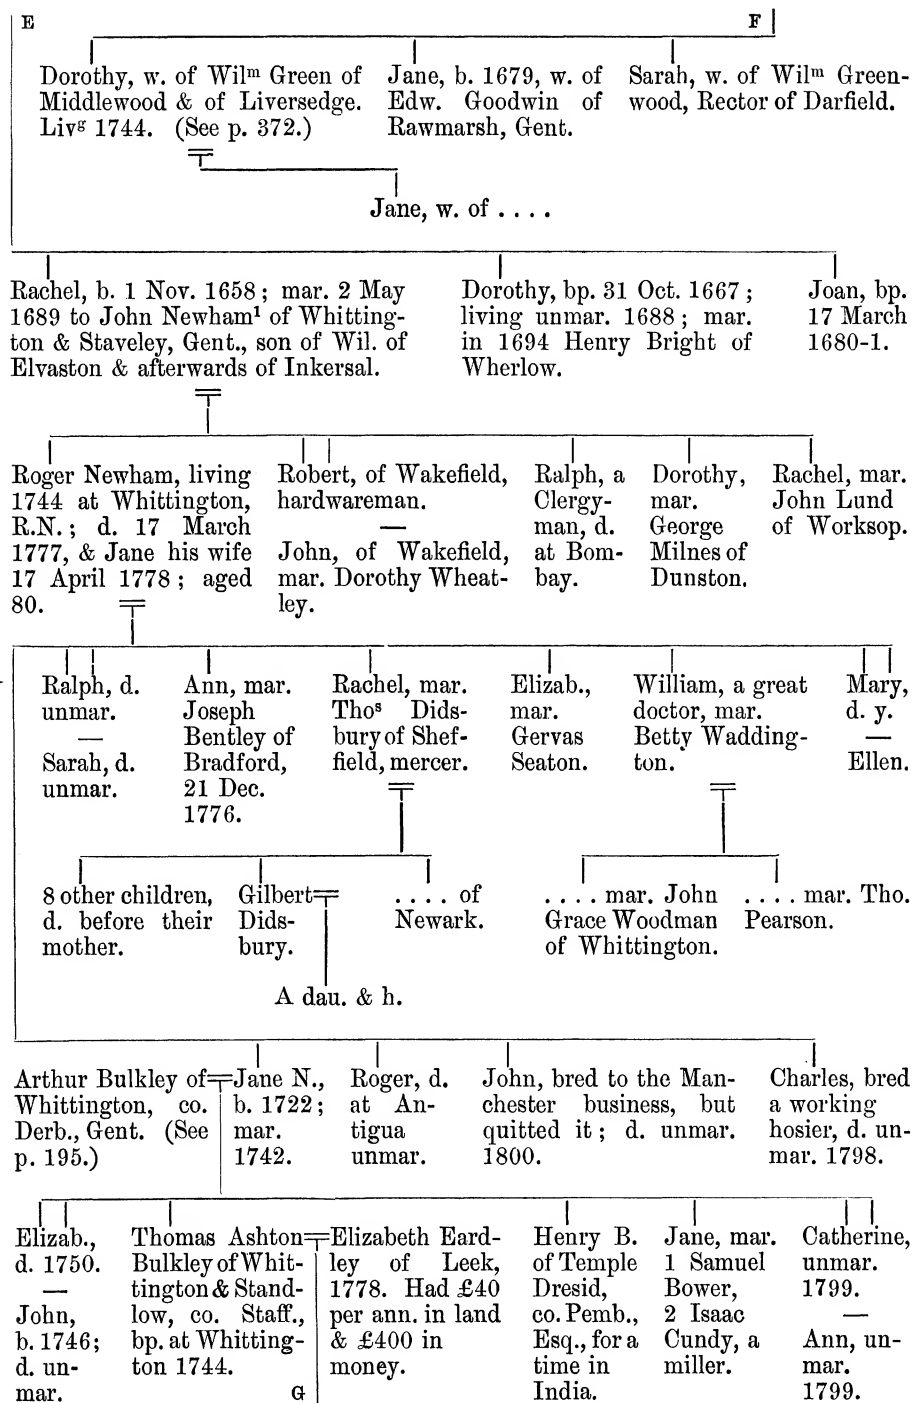 E
F
Dorothy, w. of Wilm Green of
Middlewood & of Liversedge.
Livg 1744. (See p. 372.)
Jane, b. 1679, w. of
Edw. Goodwin of
Rawmarsh, Gent.
Sarah, w. of Wilm Green-
wood, Rector of Darfield.
Jane, w. of . . . .
Rachel, b. 1 Nov. 1658 ; mar. 2 May
1689 to John Newham1 of Whitting-
ton & Staveley, Gent., son of Wil. of
Elvaston & afterwards of Inkersal.
Dorothy, bp. 31 Oct. 1667 ;
living unmar. 1688 ; mar.
in 1694 Henry Bright of
Wherlow.
Joan, bp.
17 March
1680-1.
Roger Newham, living
1744 at Whittington,
R.N. ; d. 17 March
1777, & Jane his wife
17 April 1778 ; aged
80.
Robert, of Wakefield,
hardwareman.
—
John, of Wakefield,
mar. Dorothy Wheat-
ley.
Ralph, a
Clergy-
man, d.
at Bom-
bay.
Dorothy,
mar.
George
Milnes of
Dunston.
Rachel, mar.
John Lund
of Worksop.
Ralph, d.
unmar.
—
Sarah, d.
unmar.
Ann, mar.
Joseph
Bentley of
Bradford,
21 Dec.
1776.
Rachel, mar.
Thos Dids-
bury of Shef-
field, mercer.
Elizab.,
mar.
Gervas
Seaton.
William, a great
doctor, mar.
Betty Wadding-
ton.
Mary,
d. y.
—
Ellen.
8 other children,
d. before their
mother.
Gilbert
Dids-
bury.
. . . . of
Newark.
. . . . mar. John
Grace Woodman
of Whittington.
. . . . mar. Tho.
Pearson.
A dau. & h.
Arthur Bulkley of
Whittington, co.
Derb., Gent. (See
p. 195.)
Jane N.,
b. 1722 ;
mar.
1742.
Roger, d.
at An-
tigua
unmar.
John, bred to the Man-
chester business, but
quitted it ; d. unmar.
1800.
Charles, bred
a working
hosier, d. un-
mar. 1798.
Elizab.,
d. 1750.
—
John,
b. 1746;
d. un-
mar.
Thomas Ashton
Bulkley of Whit-
tington & Stand-
low, co. Staff.,
bp. at Whitting-
ton 1744.
G
Elizabeth Eard-
ley of Leek,
1778. Had £40
per ann. in land
& £400 in
money.
Henry B.
of Temple
Dresid,
co. Pemb.,
Esq., for a
time in
India.
Jane, mar.
1 Samuel
Bower,
2 Isaac
Cundy, a
miller.
Catherine,
unmar.
1799.
—
Ann, un-
mar.
1799.